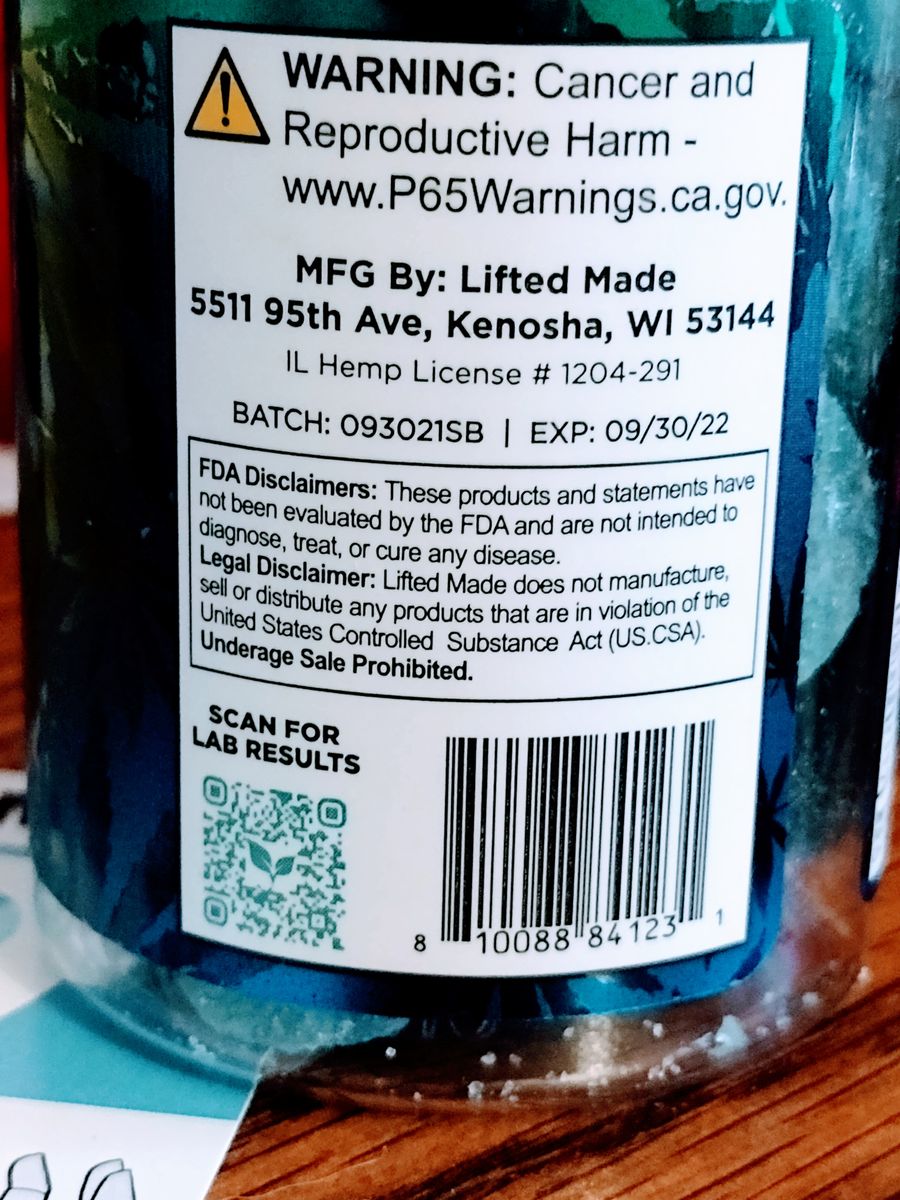 WARNING: Cancer and
Reproductive Harm -
www.P65Warnings.ca.gov.
MFG By: Lifted Made
5511 95th Ave, Kenosha, WI 53144
IL Hemp License # 1204-291
BATCH: 093021SB | EXP: 09/30/22
FDA Disclaimers: These products and statements have
not been evaluated by the FDA and are not intended to
diagnose, treat, or cure any disease.
Legal Disclaimer: Lifted Made does not manufacture,
sell or distribute any products that are in violation of the
United States Controlled Substance Act (US.CSA).
Underage Sale Prohibited.
SCAN FOR
LAB RESULTS
8 10088 84123 1